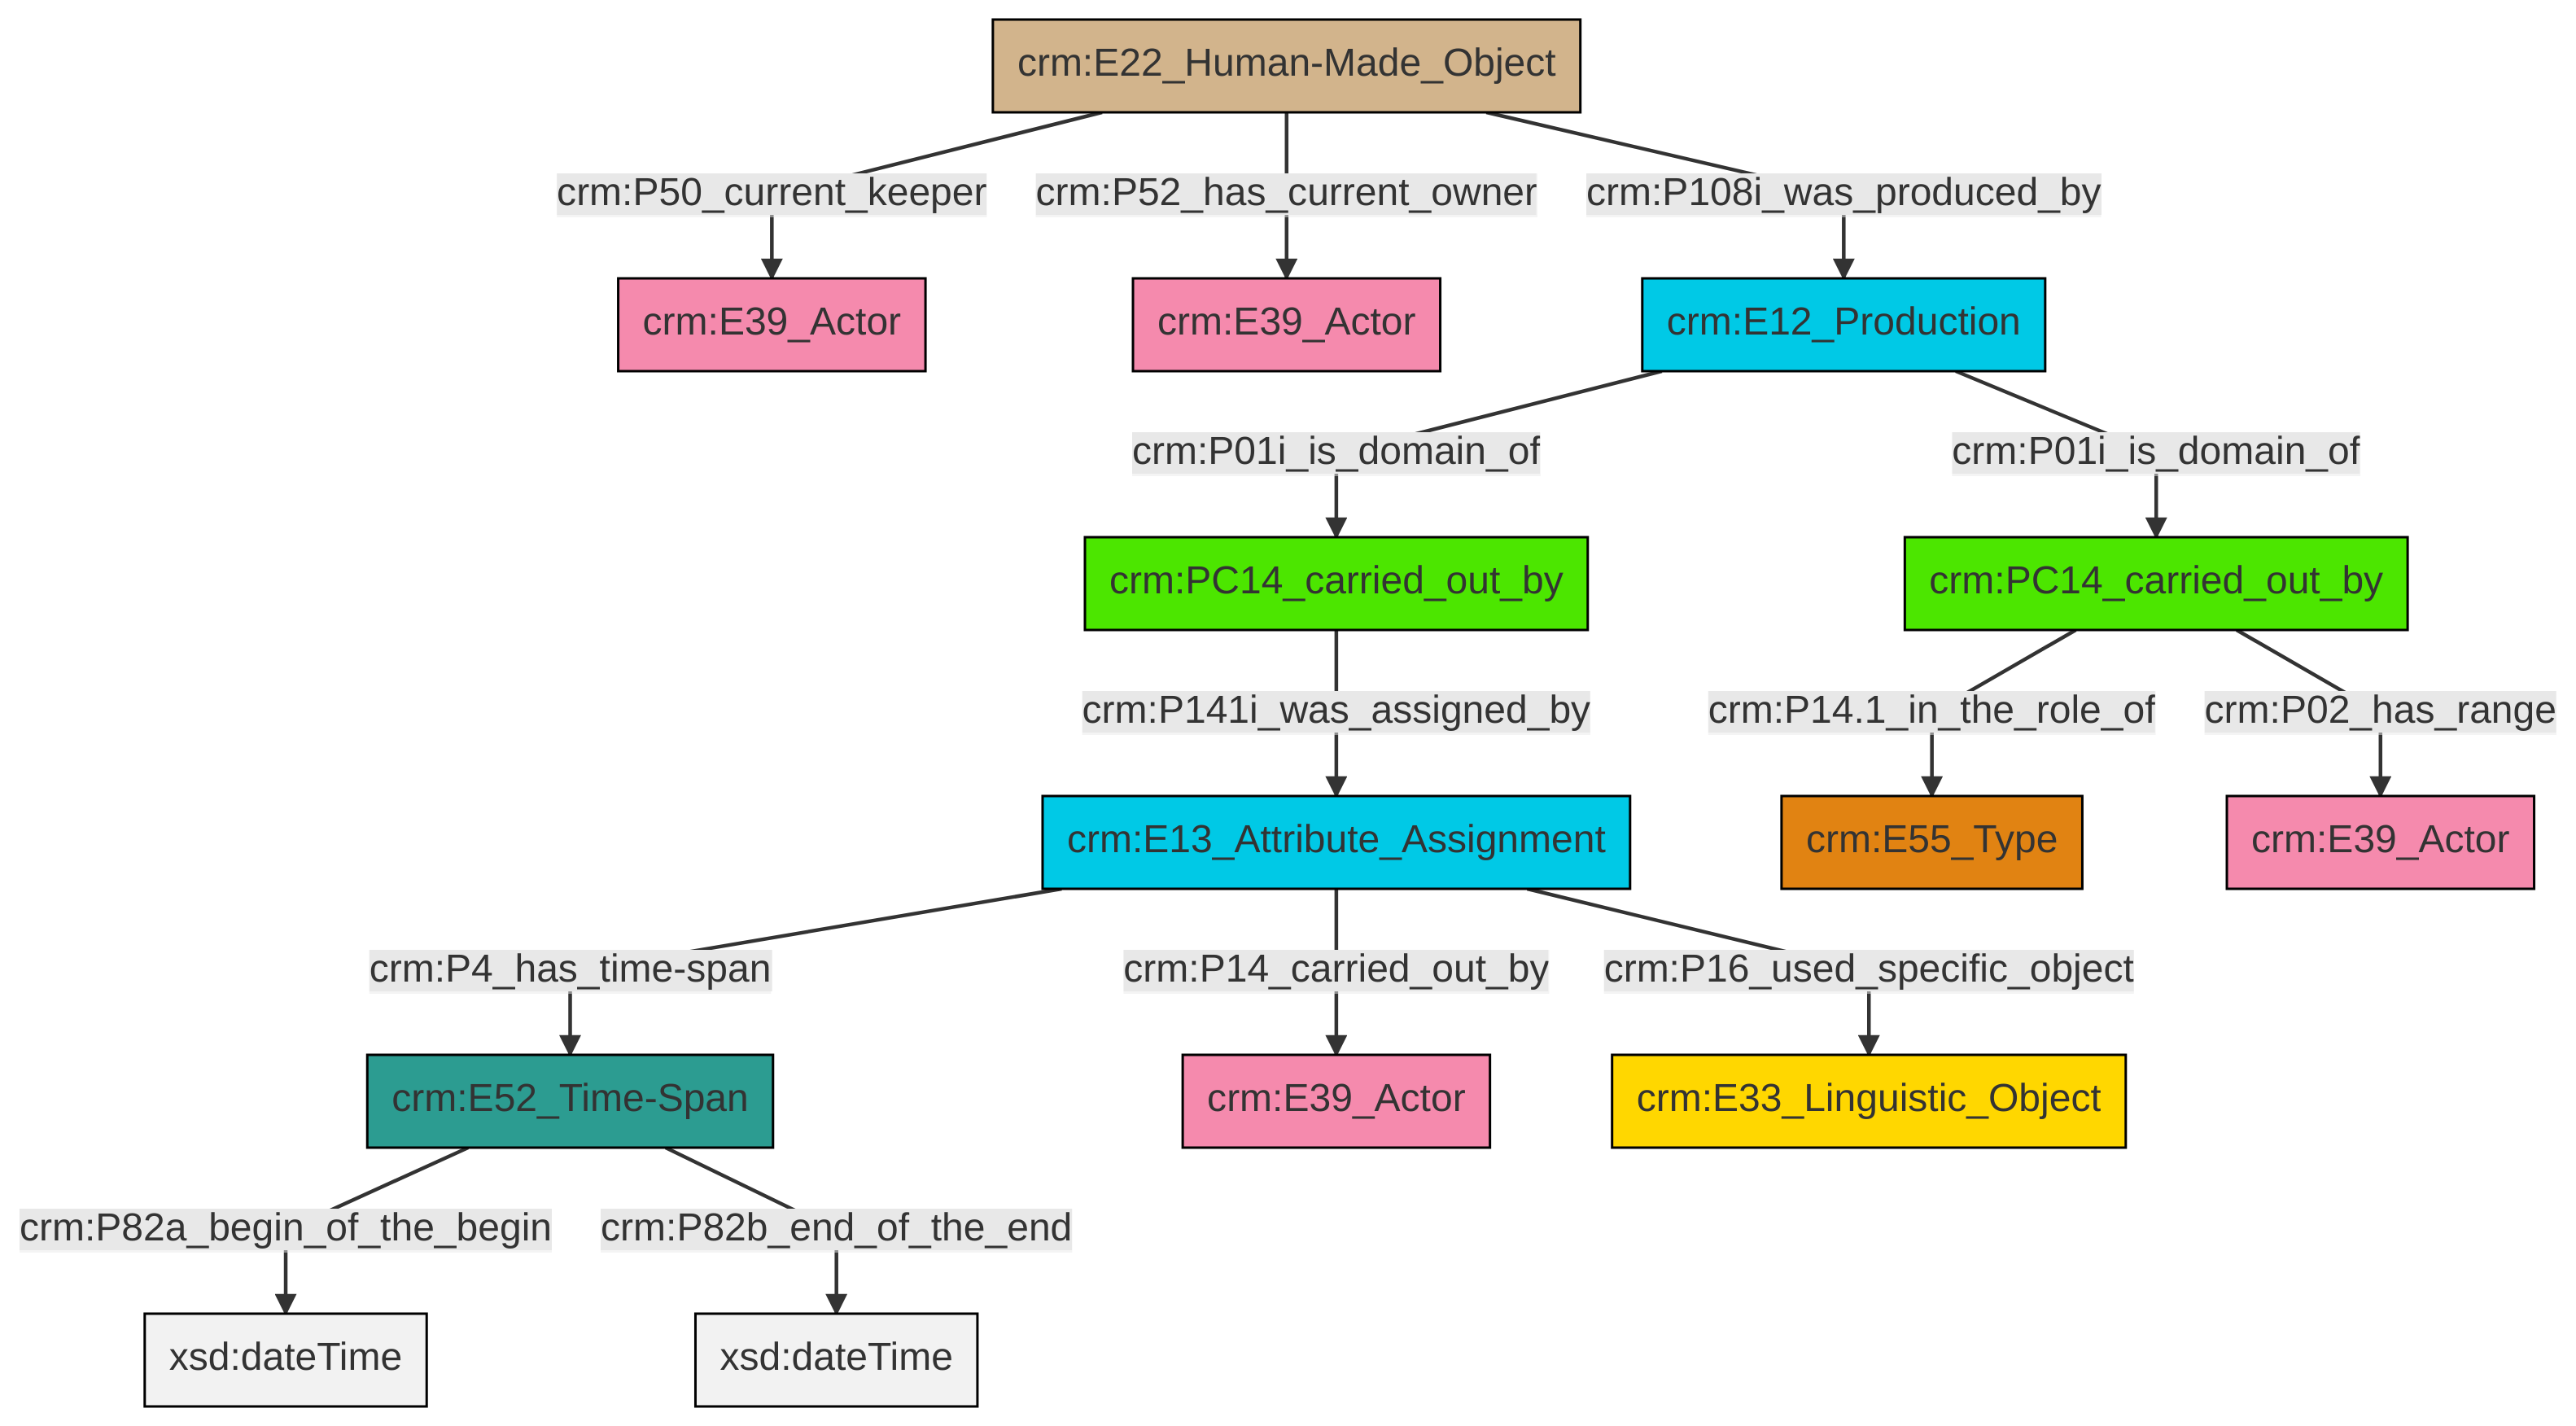 crm:E22_Human-Made_Object
crm:P50_current_keeper
crm:P52_has_current_owner
crm:P108i_was_produced_by
crm:E39_Actor
crm:E39_Actor
crm:E12_Production
crm:P01i_is_domain_of
crm:P01i_is_domain_of
crm:PC14_carried_out_by
crm:PC14_carried_out_by
crm:P141i_was_assigned_by
crm:P14.1_in_the_role_of
crm:P02_has_range
crm:E13_Attribute_Assignment
crm:E55_Type
crm:E39_Actor
crm:P4_has_time-span
crm:P14_carried_out_by
crm:P16_used_specific_object
crm:E52_Time-Span
crm:E39_Actor
crm:E33_Linguistic_Object
crm:P82a_begin_of_the_begin
crm:P82b_end_of_the_end
xsd:dateTime
xsd:dateTime